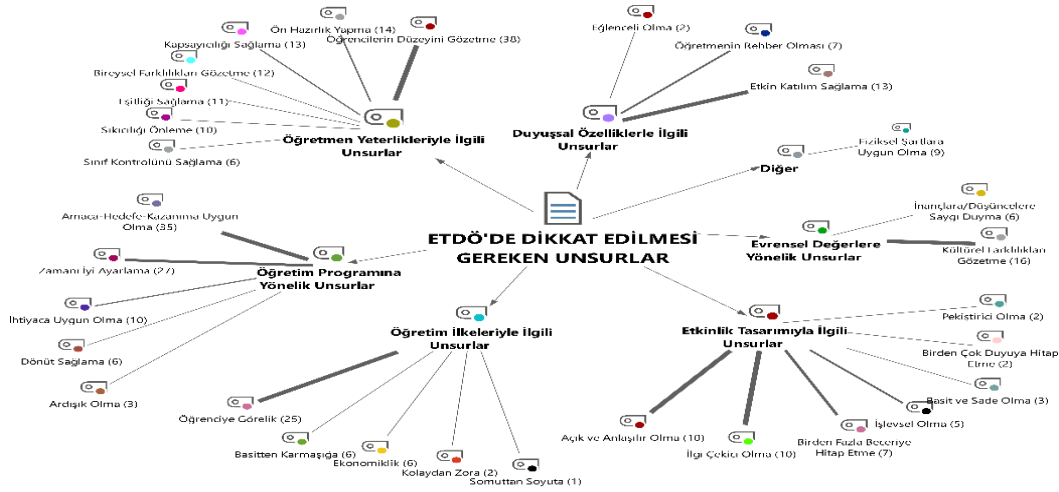 Ön Hazırlık Yapma (14)
Öğrencilerin Düzeyini Gözetme (38)
Kapsayıcılığı Sağlama (13)
Bireysel Farklılıkları Gözetme (12)
Eşitliği Sağlama (11)
Sıkıcılığı Önleme (10)
Sınıf Kontrolünü Sağlama (6)
Öğretmen Yeterlikleriyle İlgili
Unsurlar
Eğlenceli Olma (2)
Öğretmenin Rehber Olması (7)
Etkin Katılım Sağlama (13)
Duyuşsal Özelliklerle İlgili
Unsurlar
Fiziksel Şartlara
Uygun Olma (9)
Diğer
ETDÖ'DE DİKKAT EDİLMESİ
GEREKEN UNSURLAR
İnançlara/Düşüncelere
Saygı Duyma (6)
Kültürel Farklılıkları
Gözetme (16)
Evrensel Değerlere
Yönelik Unsurlar
Amaca-Hedefe-Kazanıma Uygun
Olma (35)
Zamanı İyi Ayarlama (27)
İhtiyaca Uygun Olma (10)
Dönüt Sağlama (6)
Ardışık Olma (3)
Öğretim Programına
Yönelik Unsurlar
Öğretim İlkeleriyle İlgili
Unsurlar
Öğrenciye Görelik (25)
Basitten Karmaşığa (6)
Ekonomiklik (6)
Kolaydan Zora (2)
Somuttan Soyuta (1)
Etkinlik Tasarımıyla İlgili
Unsurlar
Pekiştirici Olma (2)
Birden Çok Duyuya Hitap
Etme (2)
Basit ve Sade Olma (3)
İşlevsel Olma (5)
Birden Fazla Beceriye
Hitap Etme (7)
İlgi Çekici Olma (10)
Açık ve Anlaşılır Olma (10)